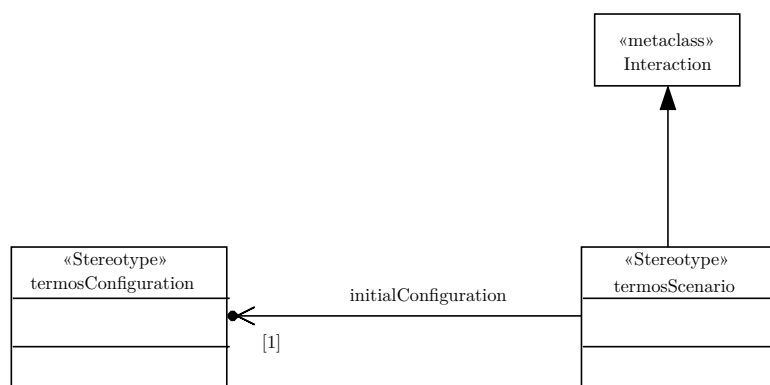 «metaclass»
Interaction
«Stereotype»
termosConfiguration
initialConfiguration
[1]
«Stereotype»
termosScenario